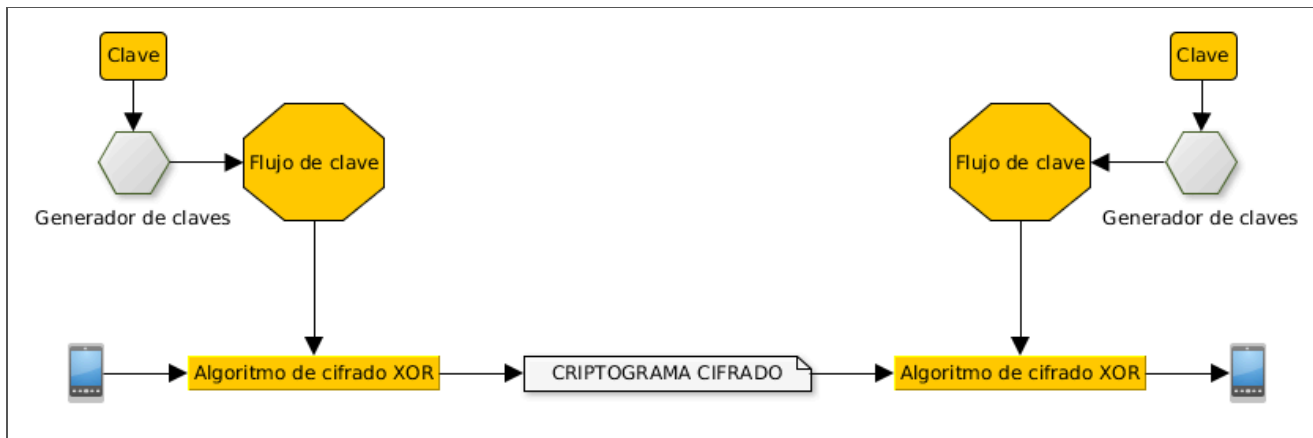 Clave
Clave
Flujo de clave
Flujo de clave
Generador de claves
Generador de claves
Algoritmo de cifrado XOR
CRIPTOGRAMA CIFRADO
Algoritmo de cifrado XOR